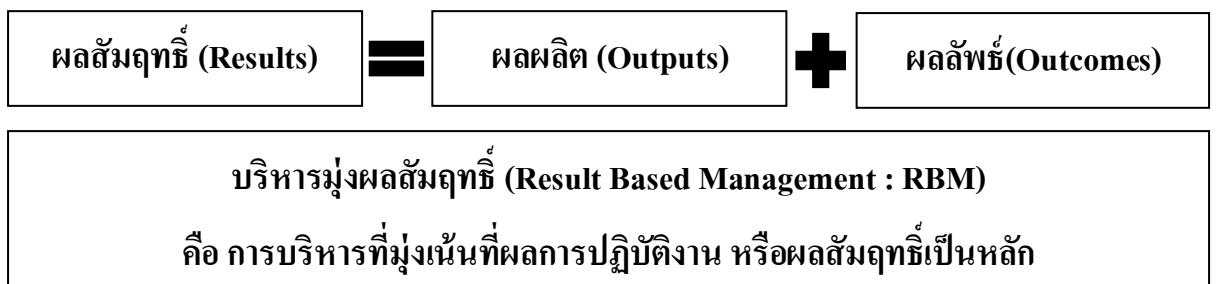 ผลสัมฤทธิ์ (Results) = ผลผลิต (Outputs) + ผลลัพธ์(Outcomes)
บริหารมุ่งผลสัมฤทธิ์ (Result Based Management : RBM)
คือ การบริหารที่มุ่งเน้นที่ผลการปฏิบัติงาน หรือผลสัมฤทธิ์เป็นหลัก